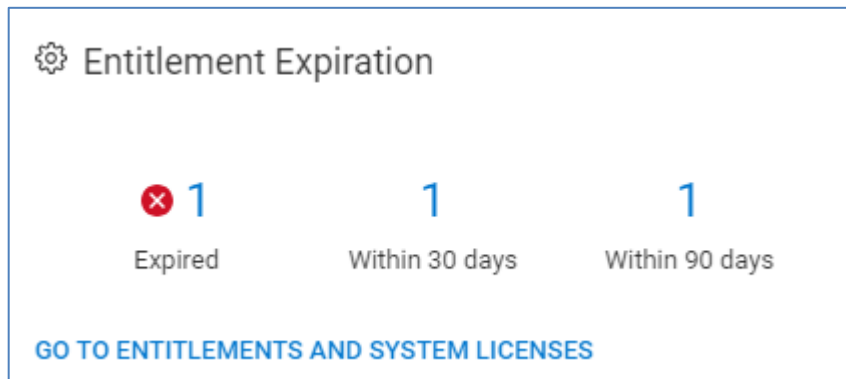 Entitlement Expiration
1 1 1
Expired Within 30 days Within 90 days
GO TO ENTITLEMENTS AND SYSTEM LICENSES